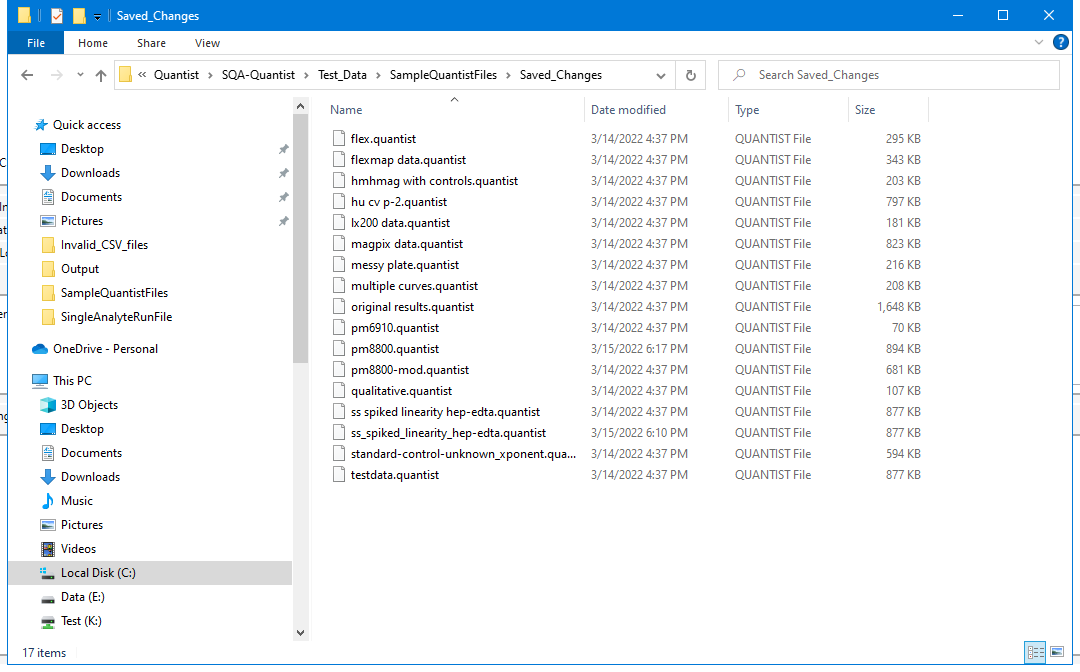 Saved_Changes
File Home Share View
« Quantist › SQA-Quantist › Test_Data › SampleQuantistFiles › Saved_Changes
Search Saved_Changes
Quick access
Desktop
Downloads
Documents
Pictures
Invalid_CSV_files
Output
SampleQuantistFiles
SingleAnalyteRunFile
OneDrive - Personal
This PC
3D Objects
Desktop
Documents
Downloads
Music
Pictures
Videos
Local Disk (C:)
Data (E:)
Test (K:)
Name Date modified Type Size
flex.quantist 3/14/2022 4:37 PM QUANTIST File 295 KB
flexmap data.quantist 3/14/2022 4:37 PM QUANTIST File 343 KB
hmhmag with controls.quantist 3/14/2022 4:37 PM QUANTIST File 203 KB
hu cv p-2.quantist 3/14/2022 4:37 PM QUANTIST File 797 KB
lx200 data.quantist 3/14/2022 4:37 PM QUANTIST File 181 KB
magpix data.quantist 3/14/2022 4:37 PM QUANTIST File 823 KB
messy plate.quantist 3/14/2022 4:37 PM QUANTIST File 216 KB
multiple curves.quantist 3/14/2022 4:37 PM QUANTIST File 208 KB
original results.quantist 3/14/2022 4:37 PM QUANTIST File 1,648 KB
pm6910.quantist 3/14/2022 4:37 PM QUANTIST File 70 KB
pm8800.quantist 3/15/2022 6:17 PM QUANTIST File 894 KB
pm8800-mod.quantist 3/14/2022 4:37 PM QUANTIST File 681 KB
qualitative.quantist 3/14/2022 4:37 PM QUANTIST File 107 KB
ss spiked linearity hep-edta.quantist 3/14/2022 4:37 PM QUANTIST File 877 KB
ss_spiked_linearity_hep-edta.quantist 3/15/2022 6:10 PM QUANTIST File 877 KB
standard-control-unknown_xponent.qua... 3/14/2022 4:37 PM QUANTIST File 594 KB
testdata.quantist 3/14/2022 4:37 PM QUANTIST File 877 KB
17 items